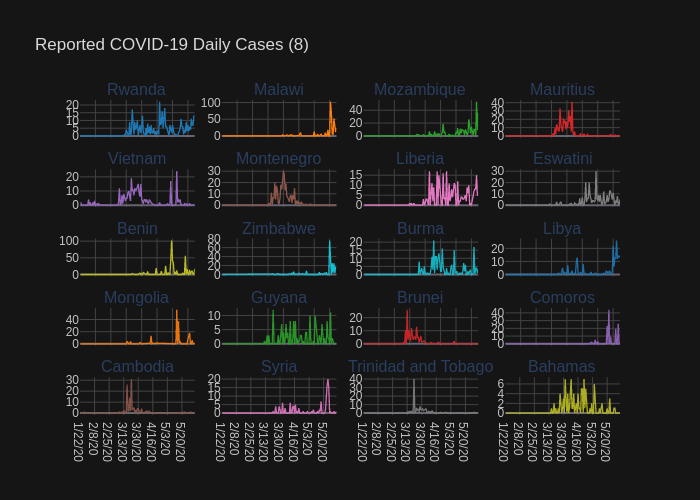 Reported COVID-19 Daily Cases (8)
Rwanda Malawi Mozambique Mauritius
20 15 10 5 0
100 50 0
40 20 0
40 30 20 10 0
Vietnam Montenegro Liberia Eswatini
20 10 0
30 20 10 0
15 10 5 0
30 20 10 0
Benin Zimbabwe Burma Libya
100 50 0
80 60 40 20 0
20 15 10 5 0
20 10 0
Mongolia Guyana Brunei Comoros
40 20 0
10 5 0
20 10 0
40 30 20 10 0
Cambodia Syria Trinidad and Tobago Bahamas
30 20 10 0
20 15 10 5 0
40 30 20 10 0
6 4 2 0
1/22/20 2/8/20 2/25/20 3/13/20 3/30/20 4/16/20 5/3/20 5/20/20
1/22/20 2/8/20 2/25/20 3/13/20 3/30/20 4/16/20 5/3/20 5/20/20
1/22/20 2/8/20 2/25/20 3/13/20 3/30/20 4/16/20 5/3/20 5/20/20
1/22/20 2/8/20 2/25/20 3/13/20 3/30/20 4/16/20 5/3/20 5/20/20